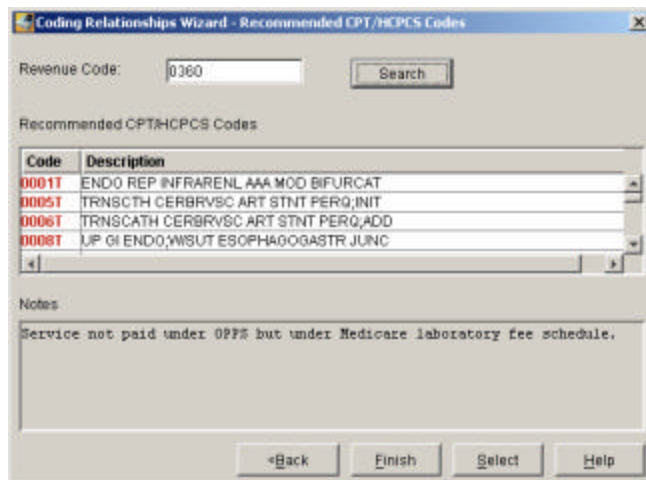 Coding Relationships Wizard - Recommended CPT/HCPCS Codes
Revenue Code: 0360 Search
Recommended CPT/HCPCS Codes
Code Description
0001T ENDO REP INFRARENL AAA MOD BIFURCAT
0005T TRNSCTH CERBRVSC ART STNT PERQ;INIT
0006T TRNSCATH CERBRVSC ART STNT PERQ;ADD
0008T UP GI ENDO;WSUT ESOPHAGOGASTR JUNC
Notes
Service not paid under OPPS but under Medicare laboratory fee schedule.
<Back Finish Select Help